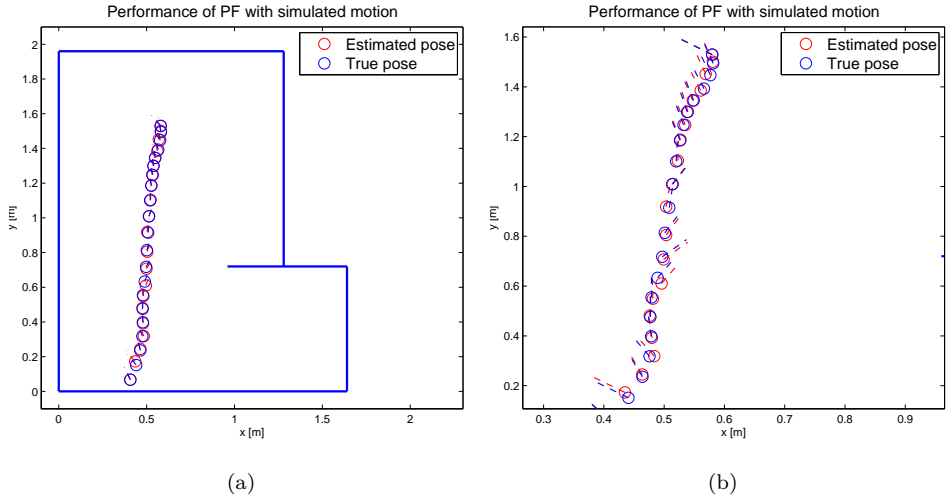 Performance of PF with simulated motion
Estimated pose
True pose
2
1.8
1.6
1.4
1.2
1
0.8
0.6
0.4
0.2
0
y [m]
0
0.5
1
1.5
2
x [m]
(a)
Performance of PF with simulated motion
Estimated pose
True pose
1.6
1.4
1.2
1
0.8
0.6
0.4
0.2
y [m]
0.3
0.4
0.5
0.6
0.7
0.8
0.9
x [m]
(b)